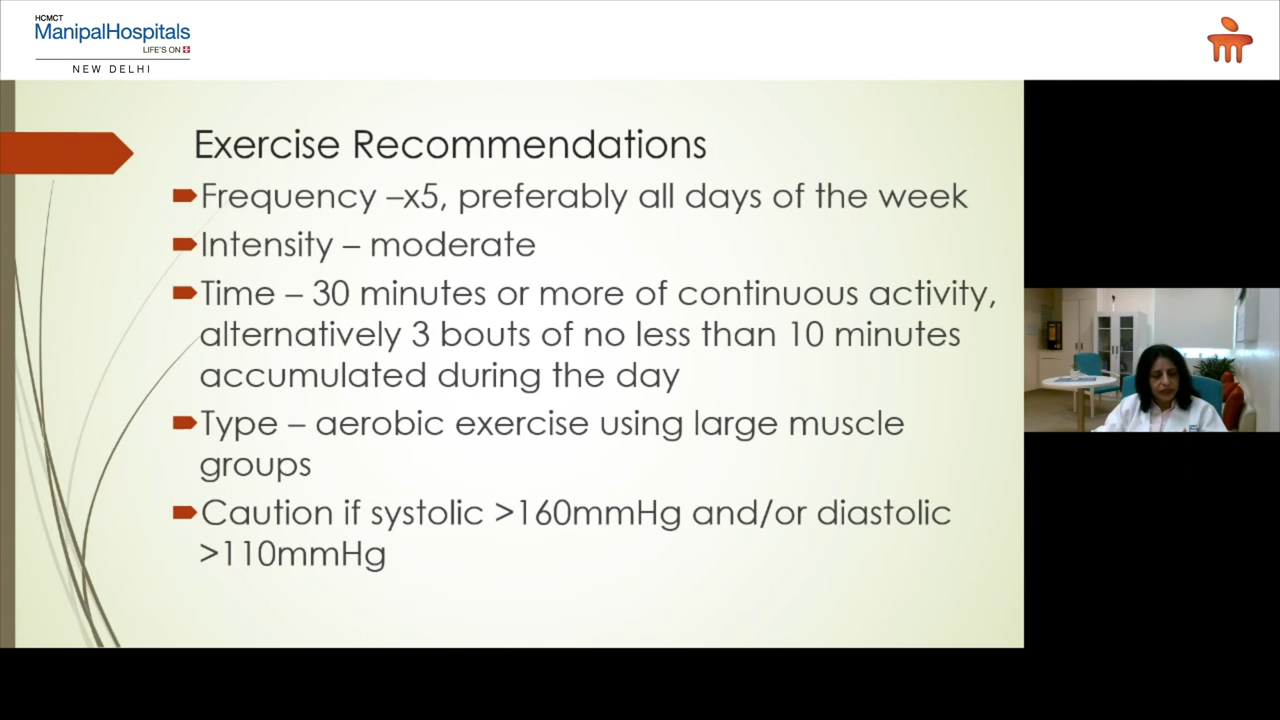 HCMCT
ManipalHospitals
LIFE'S ON
NEW DELHI
Exercise Recommendations
Frequency –x5, preferably all days of the week
Intensity – moderate
Time – 30 minutes or more of continuous activity,
alternatively 3 bouts of no less than 10 minutes
accumulated during the day
Type – aerobic exercise using large muscle
groups
Caution if systolic >160mmHg and/or diastolic
>110mmHg